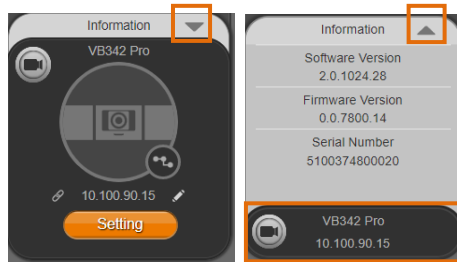 Information
VB342 Pro
10.100.90.15
Setting
Information
Software Version
2.0.1024.28
Firmware Version
0.0.7800.14
Serial Number
5100374800020
VB342 Pro
10.100.90.15